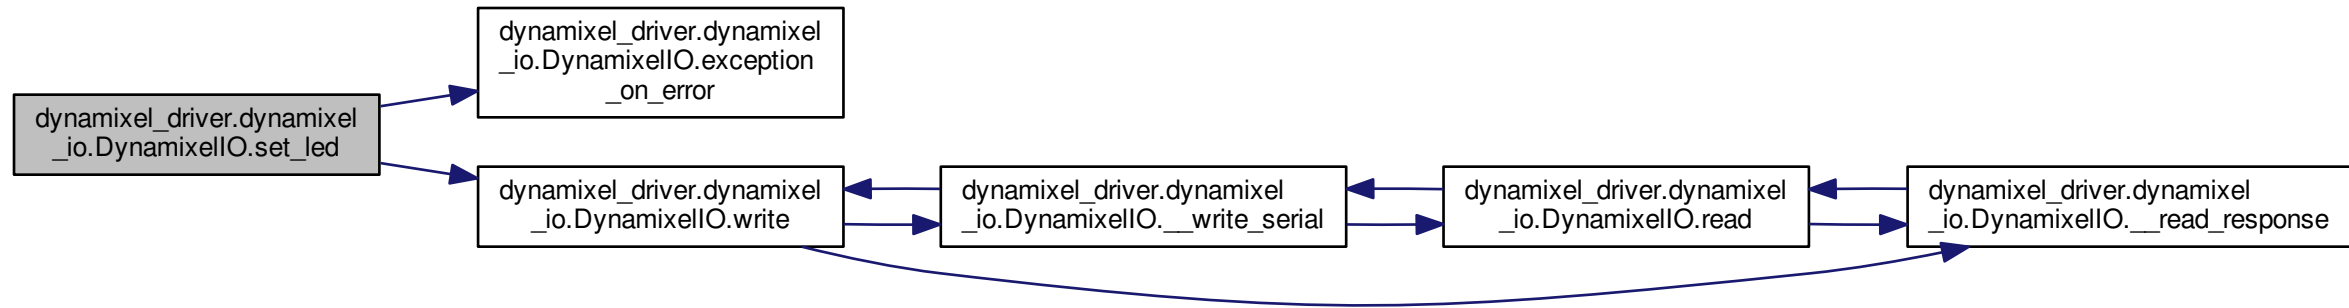 dynamixel_driver.dynamixel
_io.DynamixelIO.exception
_on_error
dynamixel_driver.dynamixel
_io.DynamixelIO.set_led
dynamixel_driver.dynamixel
_io.DynamixelIO.write
dynamixel_driver.dynamixel
_io.DynamixelIO.__write_serial
dynamixel_driver.dynamixel
_io.DynamixelIO.read
dynamixel_driver.dynamixel
_io.DynamixelIO.__read_response